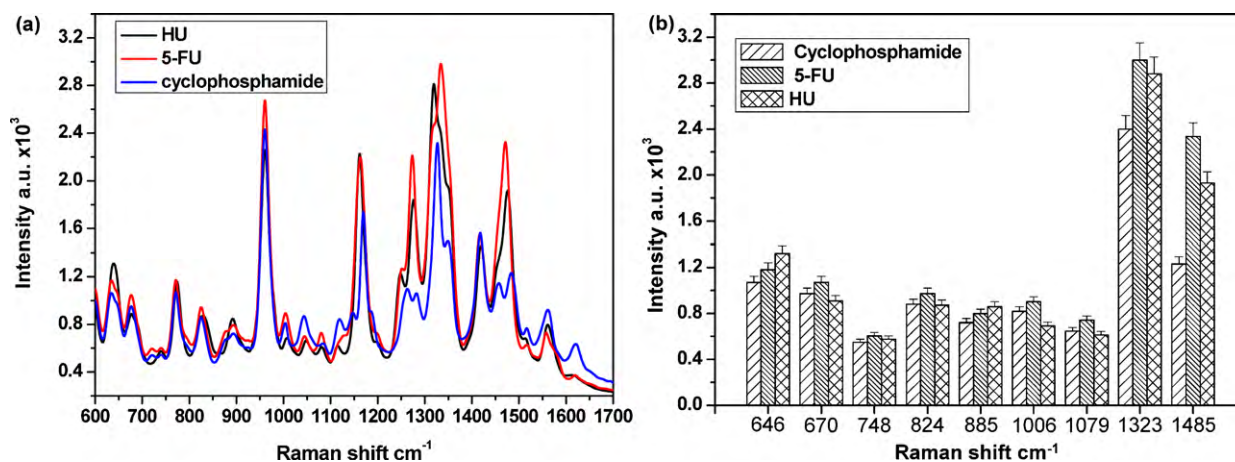 (a)
HU
5-FU
cyclophosphamide
3.2
2.8
2.4
2.0
1.6
1.2
0.8
0.4
Intensity a.u. x10³
600 700 800 900 1000 1100 1200 1300 1400 1500 1600 1700
Raman shift cm⁻¹
(b)
Cyclophosphamide
5-FU
HU
3.2
2.8
2.4
2.0
1.6
1.2
0.8
0.4
0.0
Intensity a.u. x10³
646 670 748 824 885 1006 1079 1323 1485
Raman shift cm⁻¹